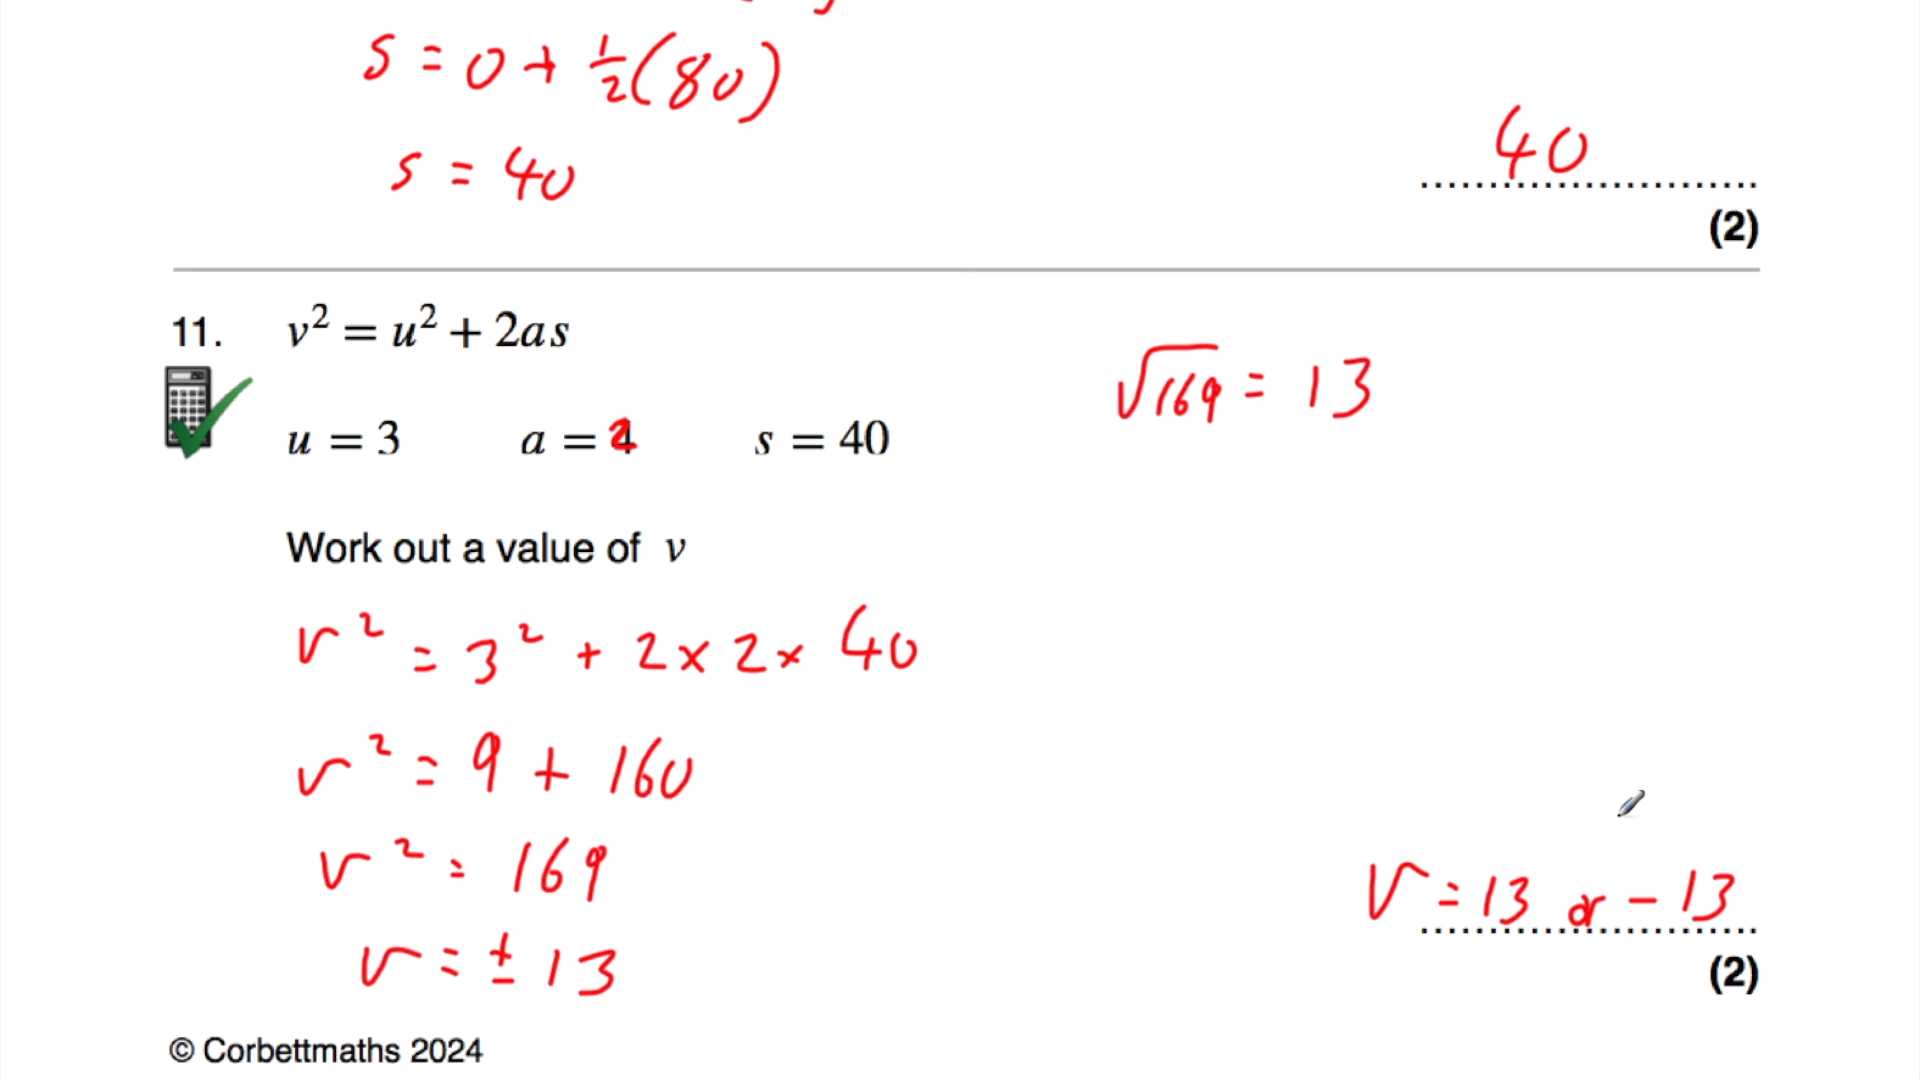 s = 0 + ½(80)
s = 40
40
(2)
11. v² = u² + 2as
√169 = 13
u = 3 a = 2 s = 40
Work out a value of v
v² = 3² + 2 × 2 × 40
v² = 9 + 160
v² = 169
v = 13 or - 13
v = ± 13
(2)
© Corbettmaths 2024